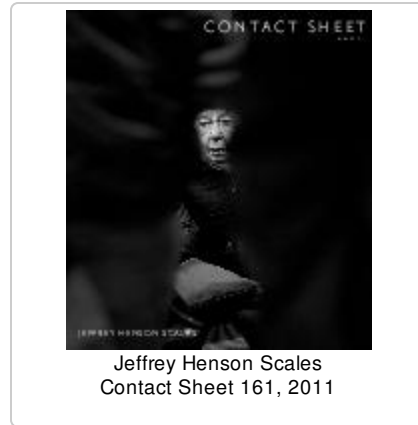 CONTACT SHEET
JEFFREY HENSON SCALES
Jeffrey Henson Scales
Contact Sheet 161, 2011